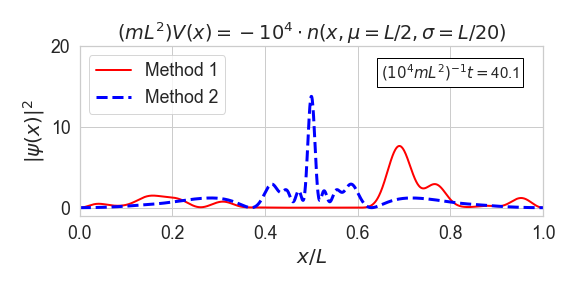 (mL²)V(x) = −10⁴ · n(x, μ = L/2, σ = L/20)
20
10
0
|ψ(x)|²
Method 1
Method 2
(10⁴mL²)⁻¹t = 40.1
0.0 0.2 0.4 0.6 0.8 1.0
x/L